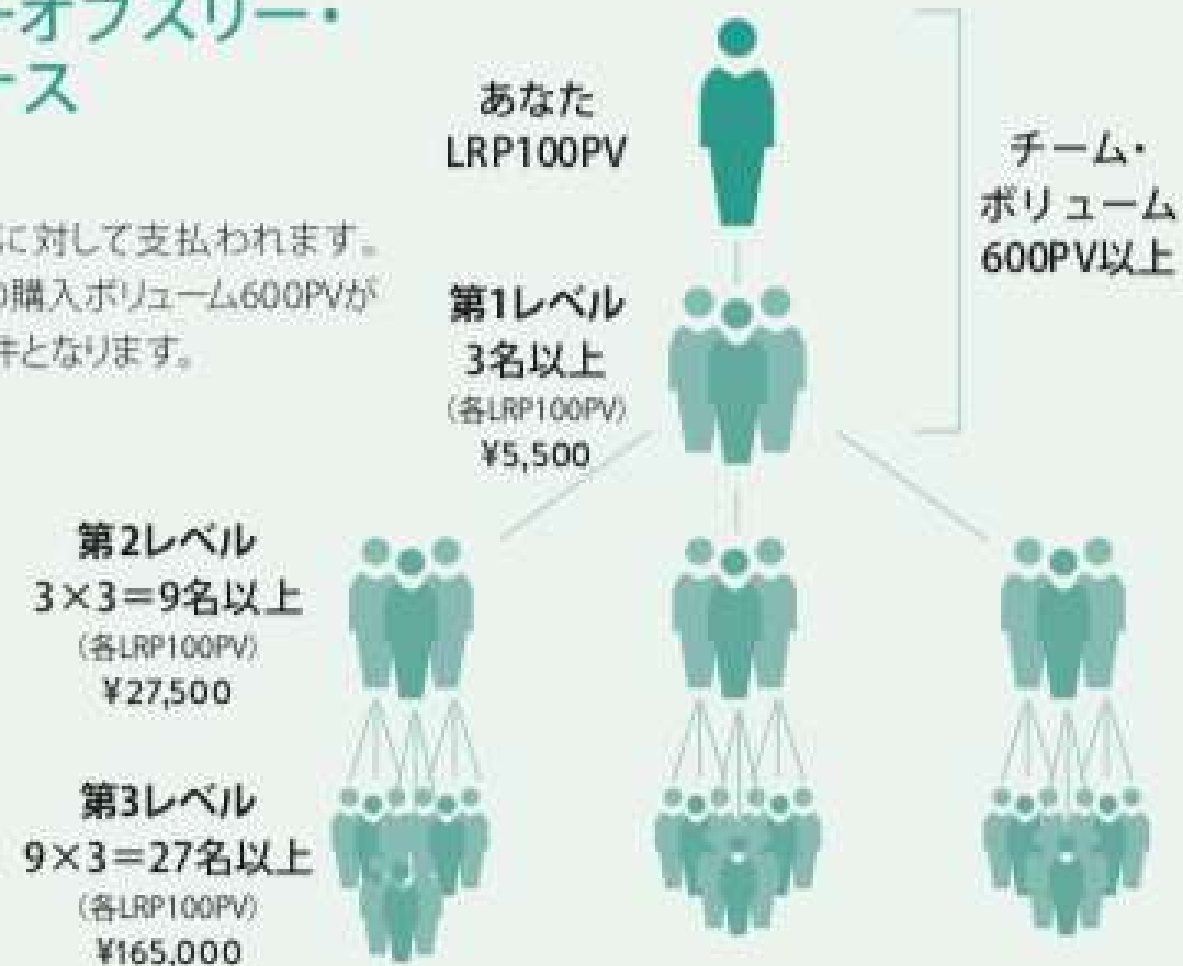 オブスリー・
ナス
に対して支払われます。
購入ボリューム600PVが
件となります。
あなた
LRP100PV
チーム・
ボリューム
600PV以上
第1レベル
3名以上
(各LRP100PV)
¥5,500
第2レベル
3×3=9名以上
(各LRP100PV)
¥27,500
第3レベル
9×3=27名以上
(各LRP100PV)
¥165,000